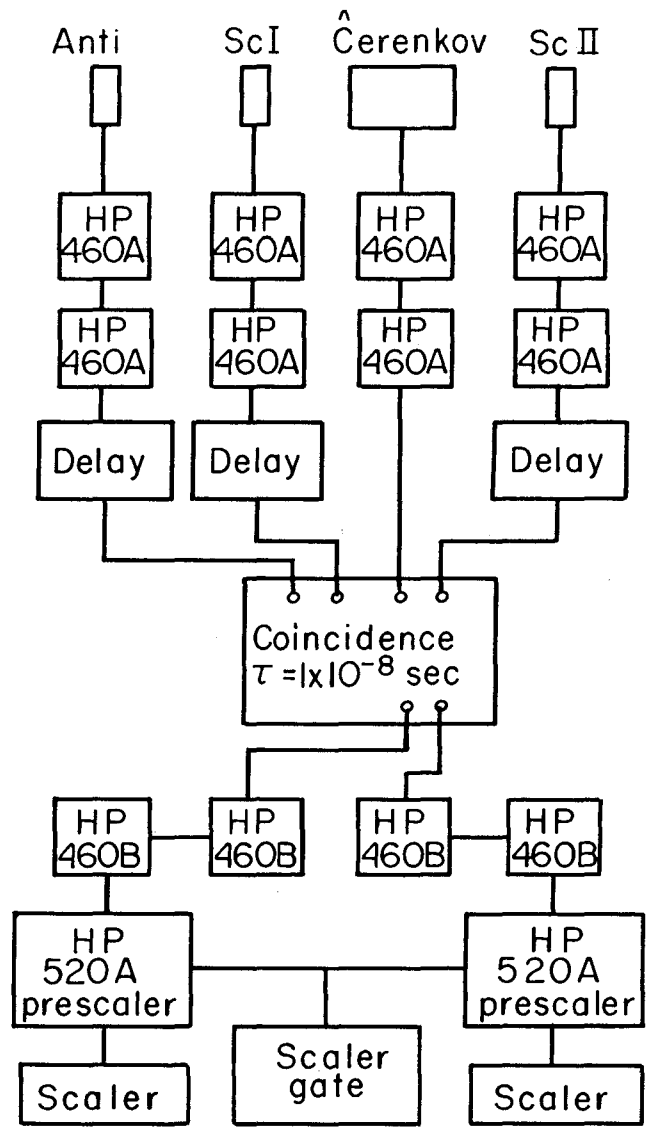 Anti ScI Ĉerenkov ScII
HP HP HP HP
460A 460A 460A 460A
HP HP HP HP
460A 460A 460A 460A
Delay Delay Delay
Coincidence
τ =1x10⁻⁸ sec
HP HP HP HP
460B 460B 460B 460B
HP HP
520A 520A
prescaler prescaler
Scaler
gate
Scaler Scaler